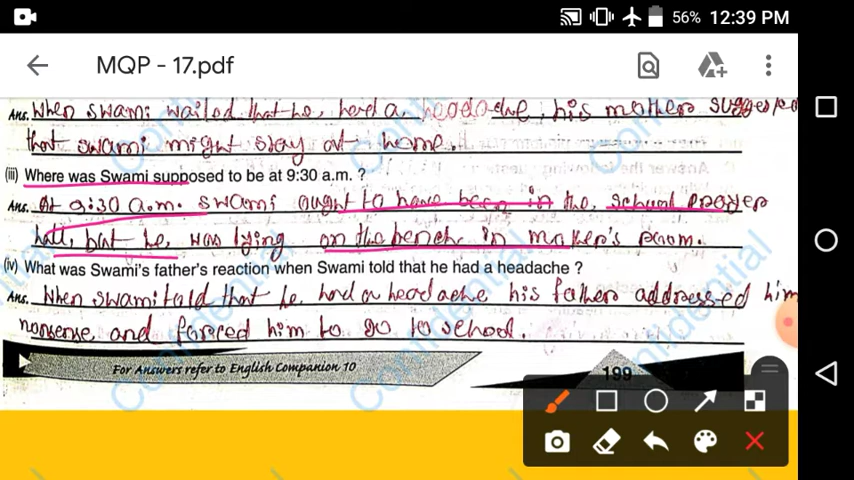 56% 12:39 PM
MQP - 17.pdf
Ans. When swami wailed that he, had a headache, his mother suggested
that swami might stay at home.
(iii) Where was Swami supposed to be at 9:30 a.m. ?
Ans. At 9:30 a.m. swami ought to have been in the school prayer
hall, but he, was lying on the bench in mother's room.
(iv) What was Swami's father's reaction when Swami told that he had a headache ?
Ans. When swami told that he had a headache his father addressed him
nonsense and forced him to go to school.
For Answers refer to English Companion 10
199
Confidential